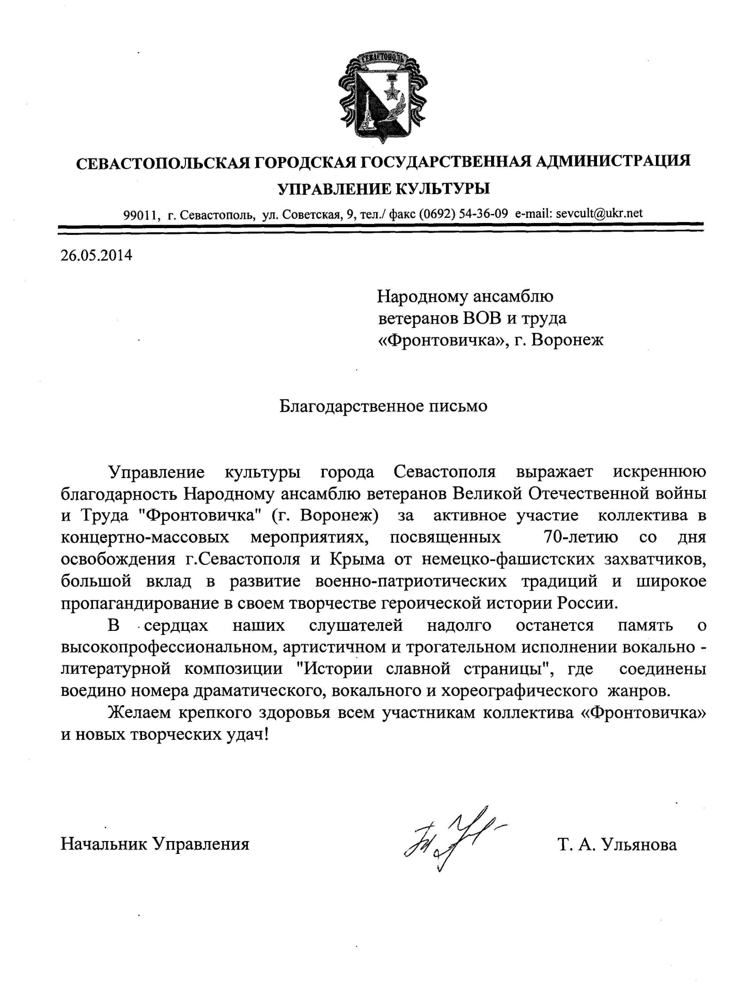 СЕВАСТОПОЛЬ
СЕВАСТОПОЛЬСКАЯ ГОРОДСКАЯ ГОСУДАРСТВЕННАЯ АДМИНИСТРАЦИЯ
УПРАВЛЕНИЕ КУЛЬТУРЫ
99011, г. Севастополь, ул. Советская, 9, тел./ факс (0692) 54-36-09 e-mail: sevcult@ukr.net
26.05.2014
Народному ансамблю
ветеранов ВОВ и труда
«Фронтовичка», г. Воронеж
Благодарственное письмо
Управление культуры города Севастополя выражает искреннюю
благодарность Народному ансамблю ветеранов Великой Отечественной войны
и Труда "Фронтовичка" (г. Воронеж) за активное участие коллектива в
концертно-массовых мероприятиях, посвященных 70-летию со дня
освобождения г.Севастополя и Крыма от немецко-фашистских захватчиков,
большой вклад в развитие военно-патриотических традиций и широкое
пропагандирование в своем творчестве героической истории России.
В сердцах наших слушателей надолго останется память о
высокопрофессиональном, артистичном и трогательном исполнении вокально -
литературной композиции "Истории славной страницы", где соединены
воедино номера драматического, вокального и хореографического жанров.
Желаем крепкого здоровья всем участникам коллектива «Фронтовичка»
и новых творческих удач!
Начальник Управления Т. А. Ульянова